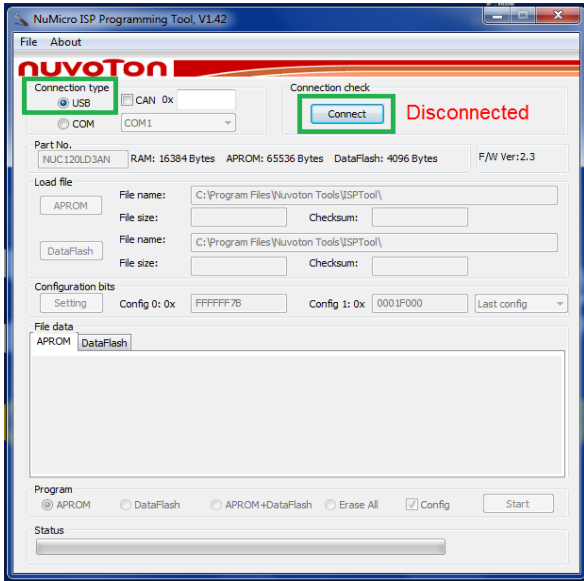 NuMicro ISP Programming Tool, V1.42
File About
nuvoTon
Connection type
USB
CAN 0x
Connection check
Connect
Disconnected
COM
COM1
Part No.
NUC120LD3AN RAM: 16384 Bytes APROM: 65536 Bytes DataFlash: 4096 Bytes F/W Ver:2.3
Load file
APROM
File name: C:\Program Files\Nuvoton Tools\ISPTool\
File size: Checksum:
DataFlash
File name: C:\Program Files\Nuvoton Tools\ISPTool\
File size: Checksum:
Configuration bits
Setting Config 0: 0x FFFFFF7B Config 1: 0x 0001F000 Last config
File data
APROM DataFlash
Program
APROM DataFlash APROM+DataFlash Erase All Config Start
Status